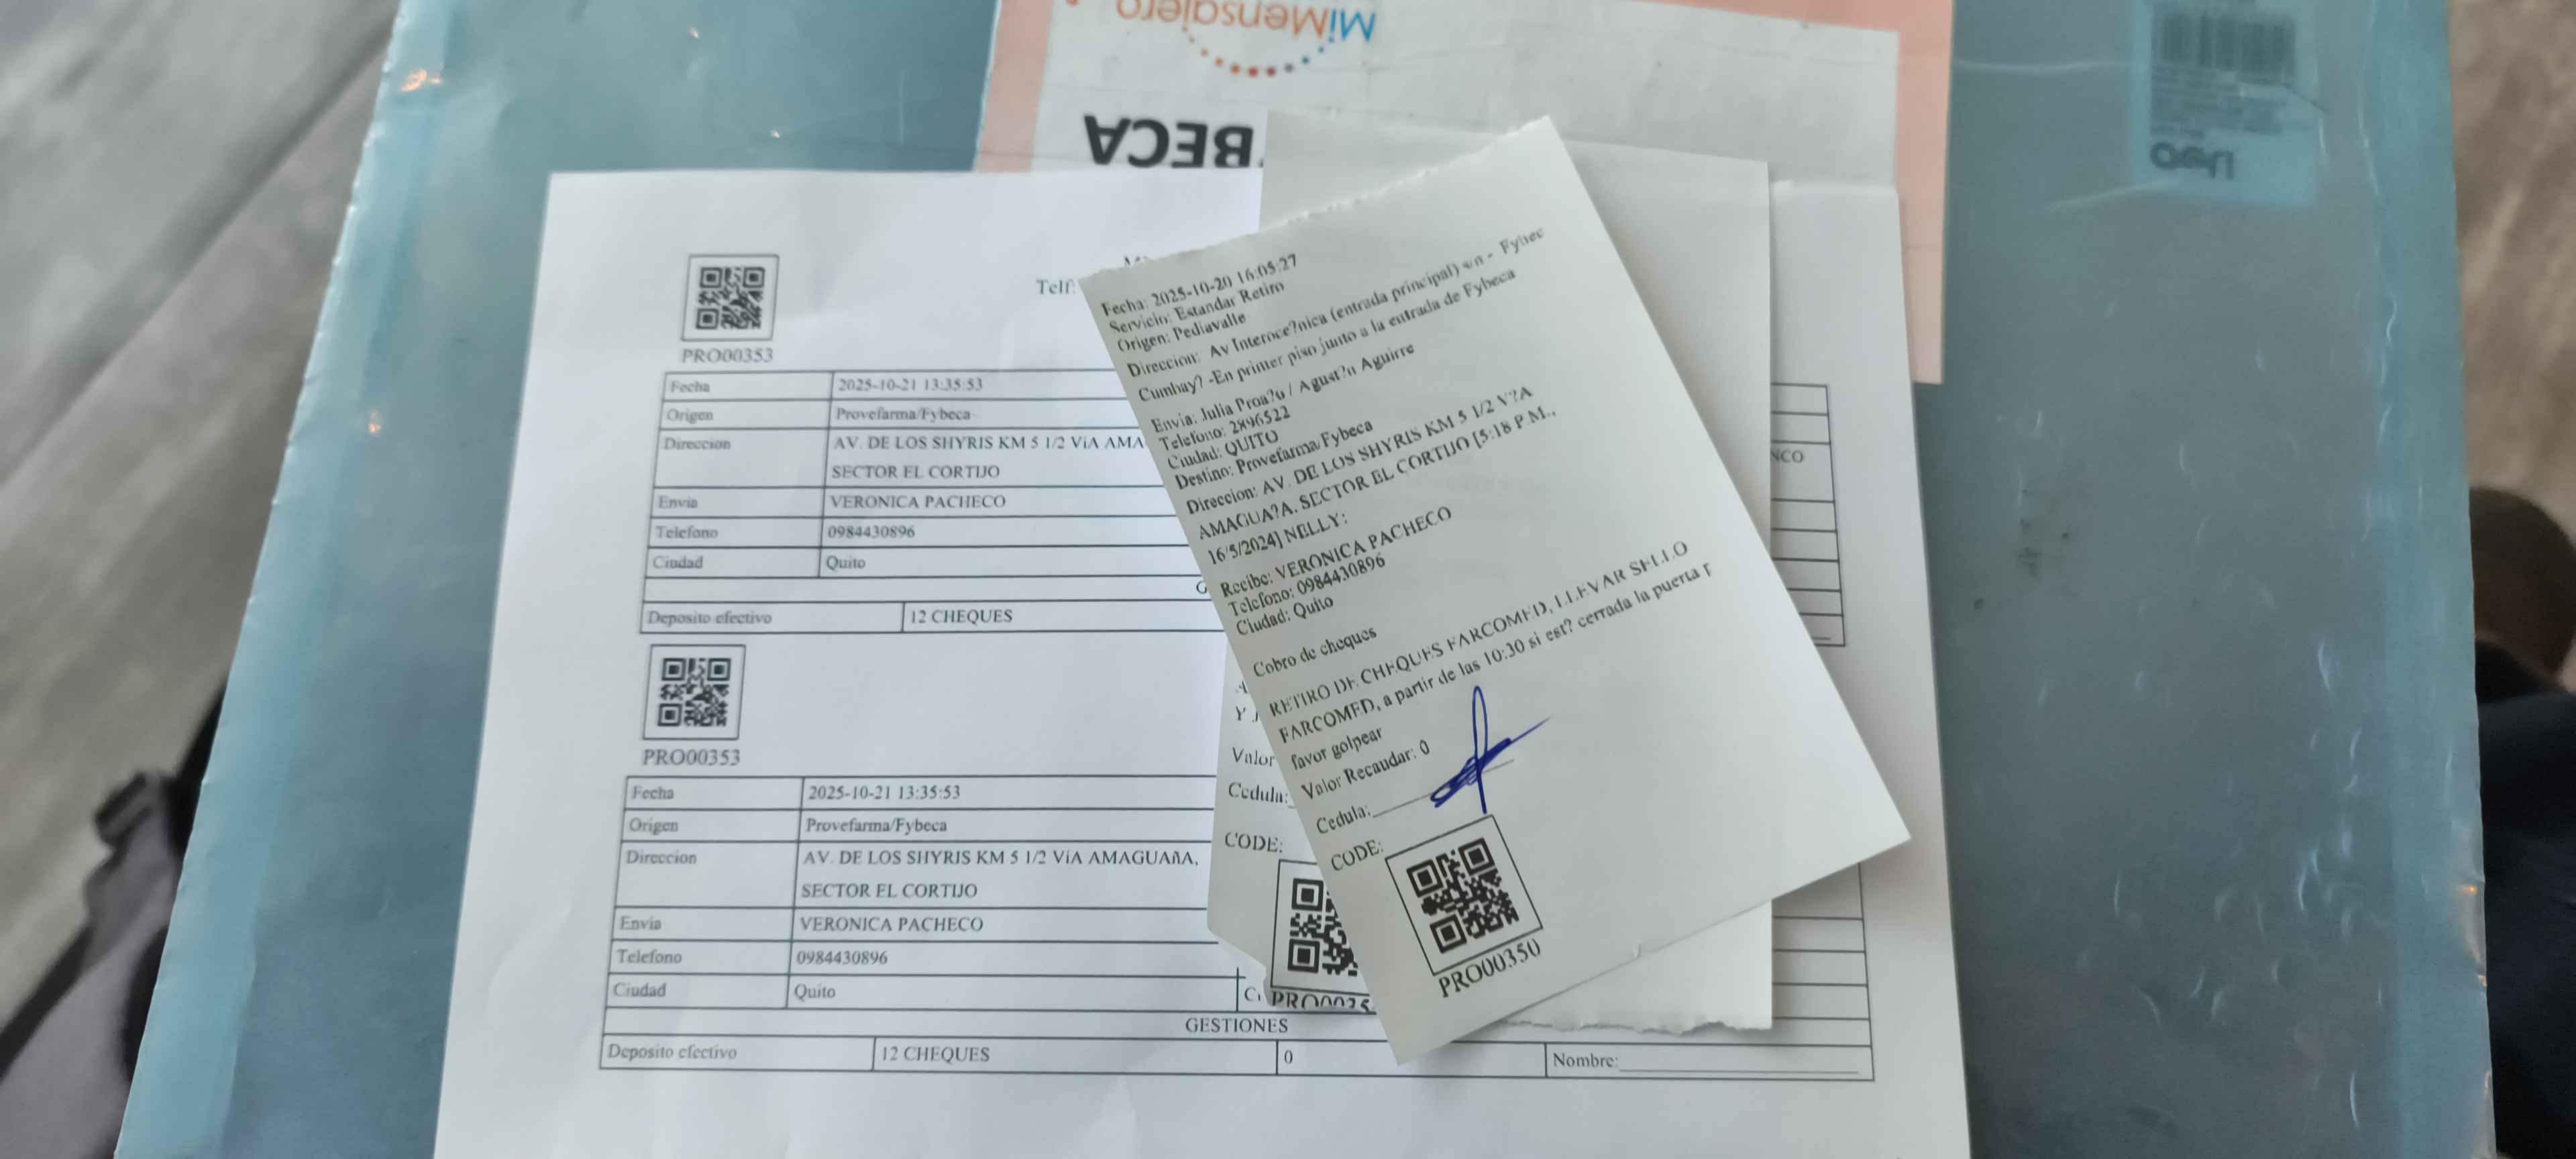 MiMensajero
BECA
Telf:
PRO00353
Fecha 2025-10-21 13:35:53
Origen Provefarma/Fybeca
Direccion AV. DE LOS SHYRIS KM 5 1/2 ViA AMA
SECTOR EL CORTIJO
Envia VERONICA PACHECO
Telefono 0984430896
Ciudad Quito
Deposito efectivo 12 CHEQUES
PRO00353
Fecha 2025-10-21 13:35:53
Origen Provefarma/Fybeca
Direccion AV. DE LOS SHYRIS KM 5 1/2 ViA AMAGUAñA,
SECTOR EL CORTIJO
Envia VERONICA PACHECO
Telefono 0984430896
Ciudad Quito
GESTIONES
Deposito efectivo 12 CHEQUES 0 Nombre:
NCO
Valor
Cedula:
CODE:
PRO0035
Fecha: 2025-10-20 16:05:27
Servicio: Estandar Retiro
Origen: Pediavalle
Direccion: Av Interoce?nica (entrada principal) s/n - Fybec
Cumbay? -En primer piso junto a la entrada de Fybeca
Envia: Julia Proa?o / Agust?n Aguirre
Telefono: 2896522
Ciudad: QUITO
Destino: Provefarma/Fybeca
Direccion: AV. DE LOS SHYRIS KM 5 1/2 V?A
AMAGUA?A, SECTOR EL CORTIJO [5:18 P.M.,
16/5/2024] NELLY:
Recibe: VERONICA PACHECO
Telefono: 0984430896
Ciudad: Quito
Cobro de cheques
RETIRO DE CHEQUES FARCOMED, LLEVAR SELLO
FARCOMED, a partir de las 10:30 si est? cerrada la puerta p
favor golpear
Valor Recaudar: 0
Cedula:
CODE:
PRO00350